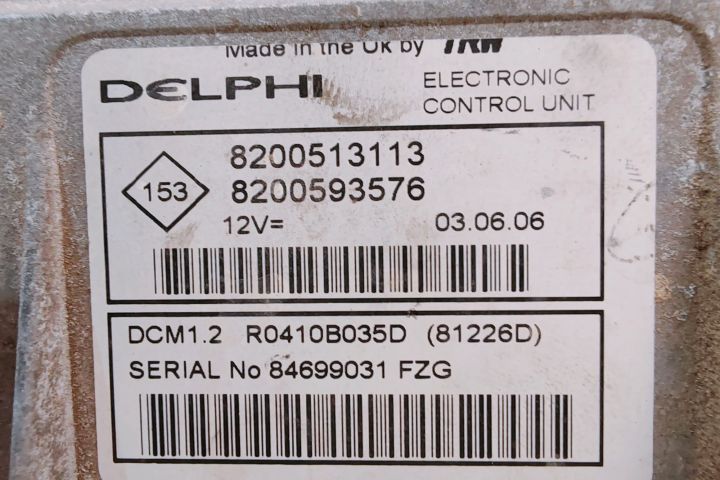 Made in the UK by TRW
DELPHI
ELECTRONIC
CONTROL UNIT
153
8200513113
8200593576
12V=
03.06.06
DCM1.2 R0410B035D (81226D)
SERIAL No 84699031 FZG